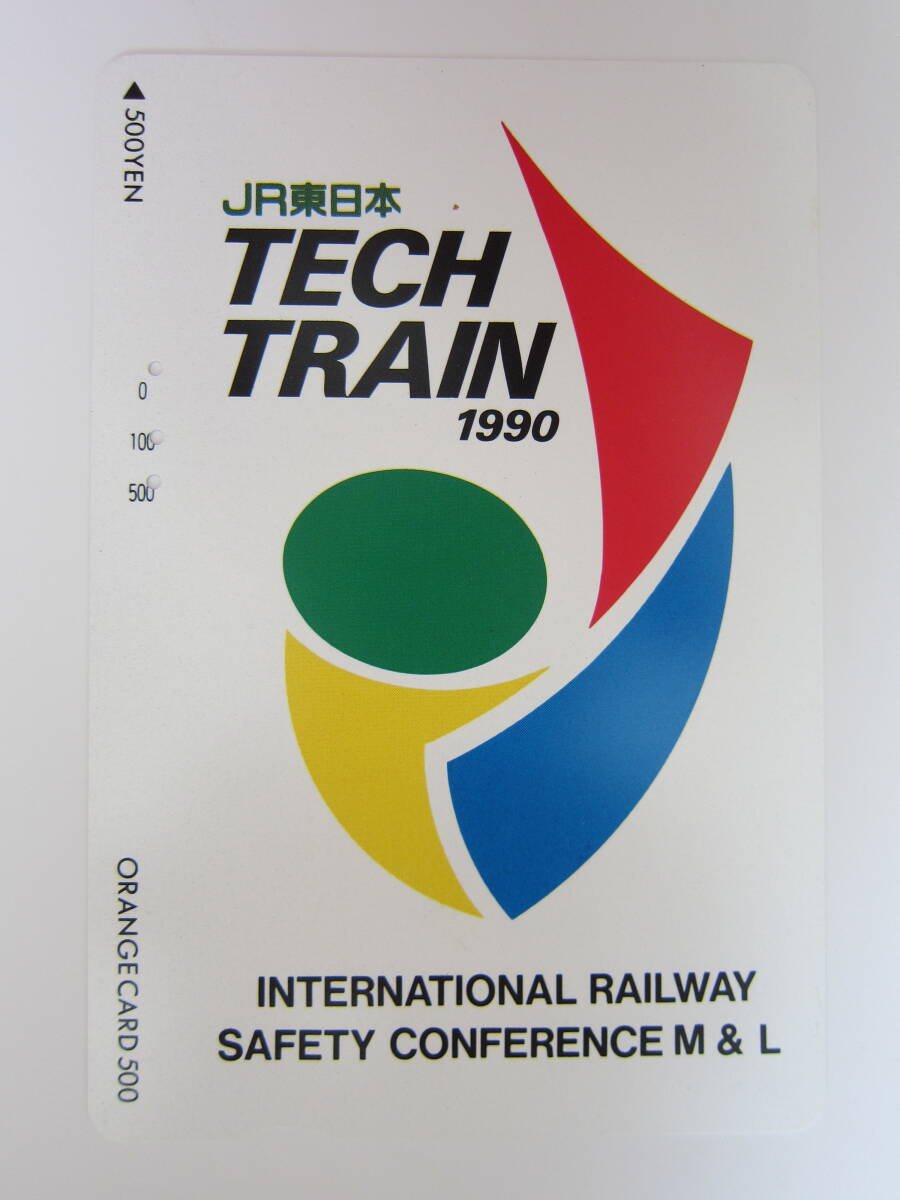 ◀500YEN
0
100
500
ORANGE CARD 500
JR東日本
TECH
TRAIN
1990
INTERNATIONAL RAILWAY
SAFETY CONFERENCE M & L